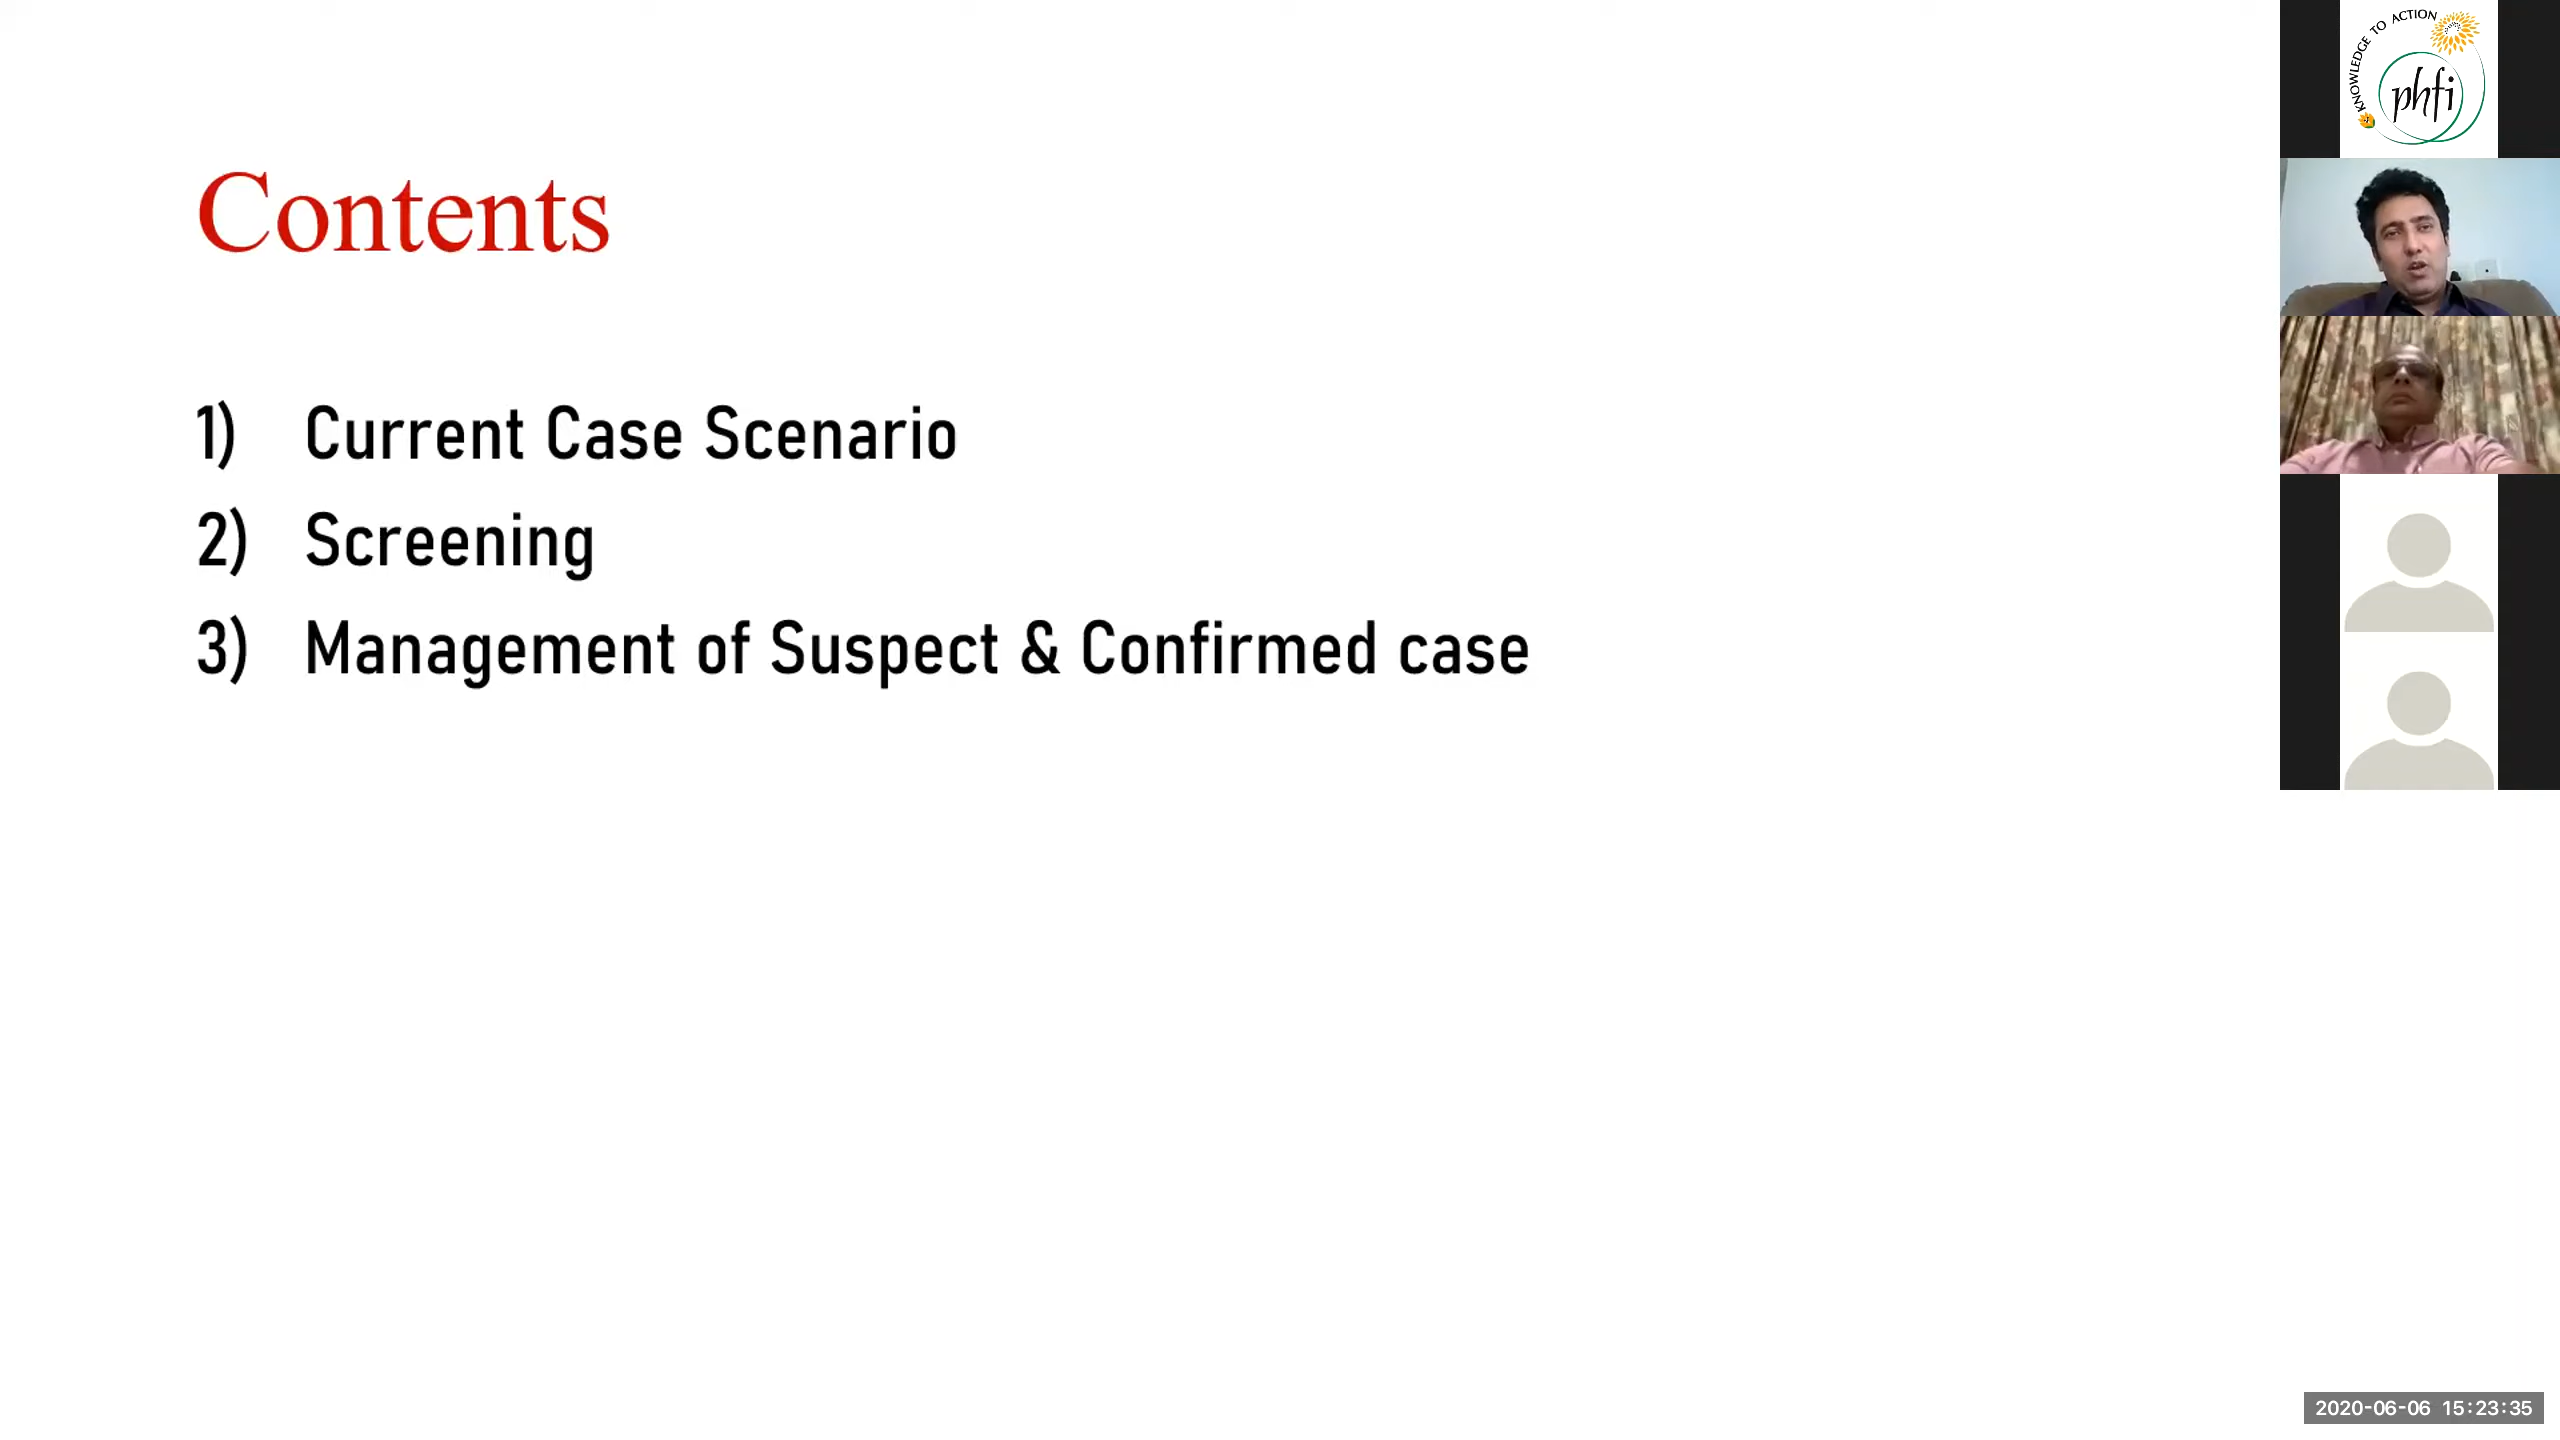 Contents
1) Current Case Scenario
2) Screening
3) Management of Suspect & Confirmed case
KNOWLEDGE TO ACTION
phfi
2020-06-06 15:23:35